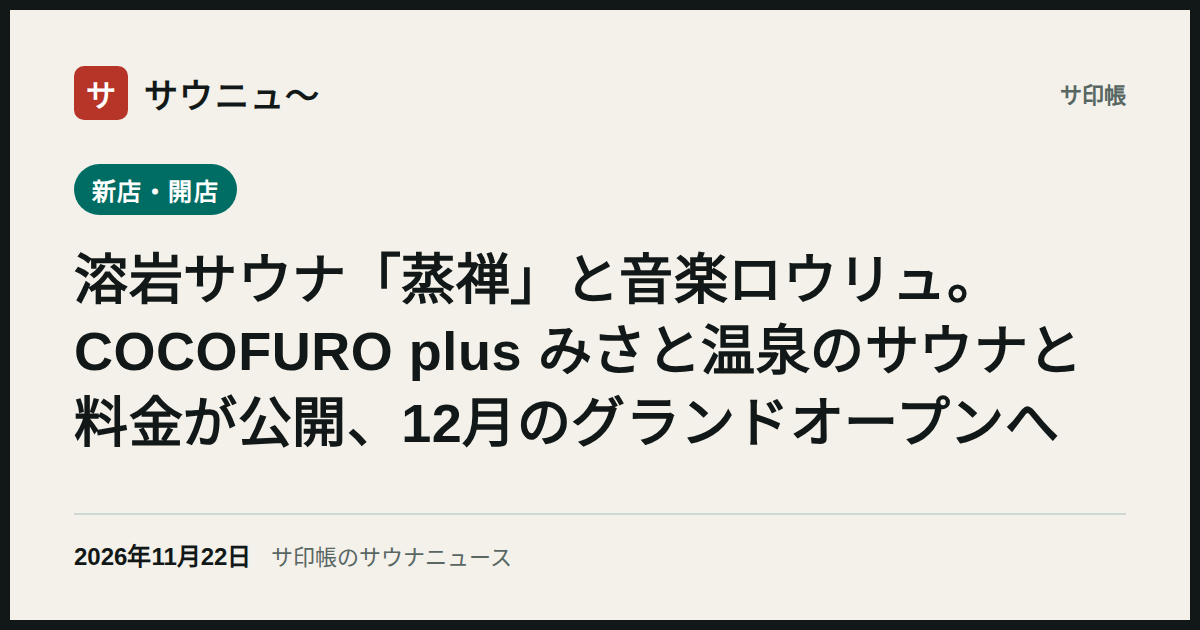 サ サウニュ〜
サ印帳
新店・開店
溶岩サウナ「蒸禅」と音楽ロウリュ。
COCOFURO plus みさと温泉のサウナと
料金が公開、12月のグランドオープンへ
2026年11月22日 サ印帳のサウナニュース